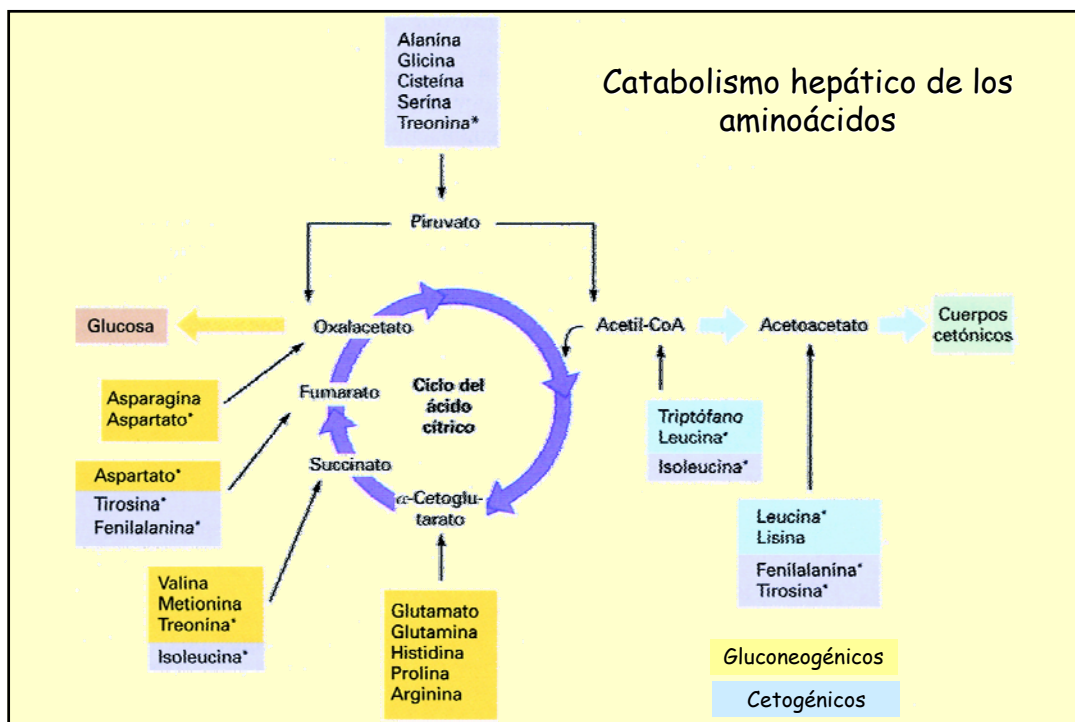 Catabolismo hepático de los
aminoácidos
Alanina
Glicina
Cisteína
Serina
Treonina*
Piruvato
Glucosa
Oxalacetato
Acetil-CoA
Acetoacetato
Cuerpos
cetónicos
Asparagina
Aspartato*
Fumarato
Ciclo del
ácido
cítrico
Triptófano
Leucina*
Isoleucina*
Aspartato*
Tirosina*
Fenilalanina*
Succinato
α-Cetoglu-
tarato
Leucina*
Lisina
Fenilalanina*
Tirosina*
Valina
Metionina
Treonina*
Isoleucina*
Glutamato
Glutamina
Histidina
Prolina
Arginina
Gluconeogénicos
Cetogénicos